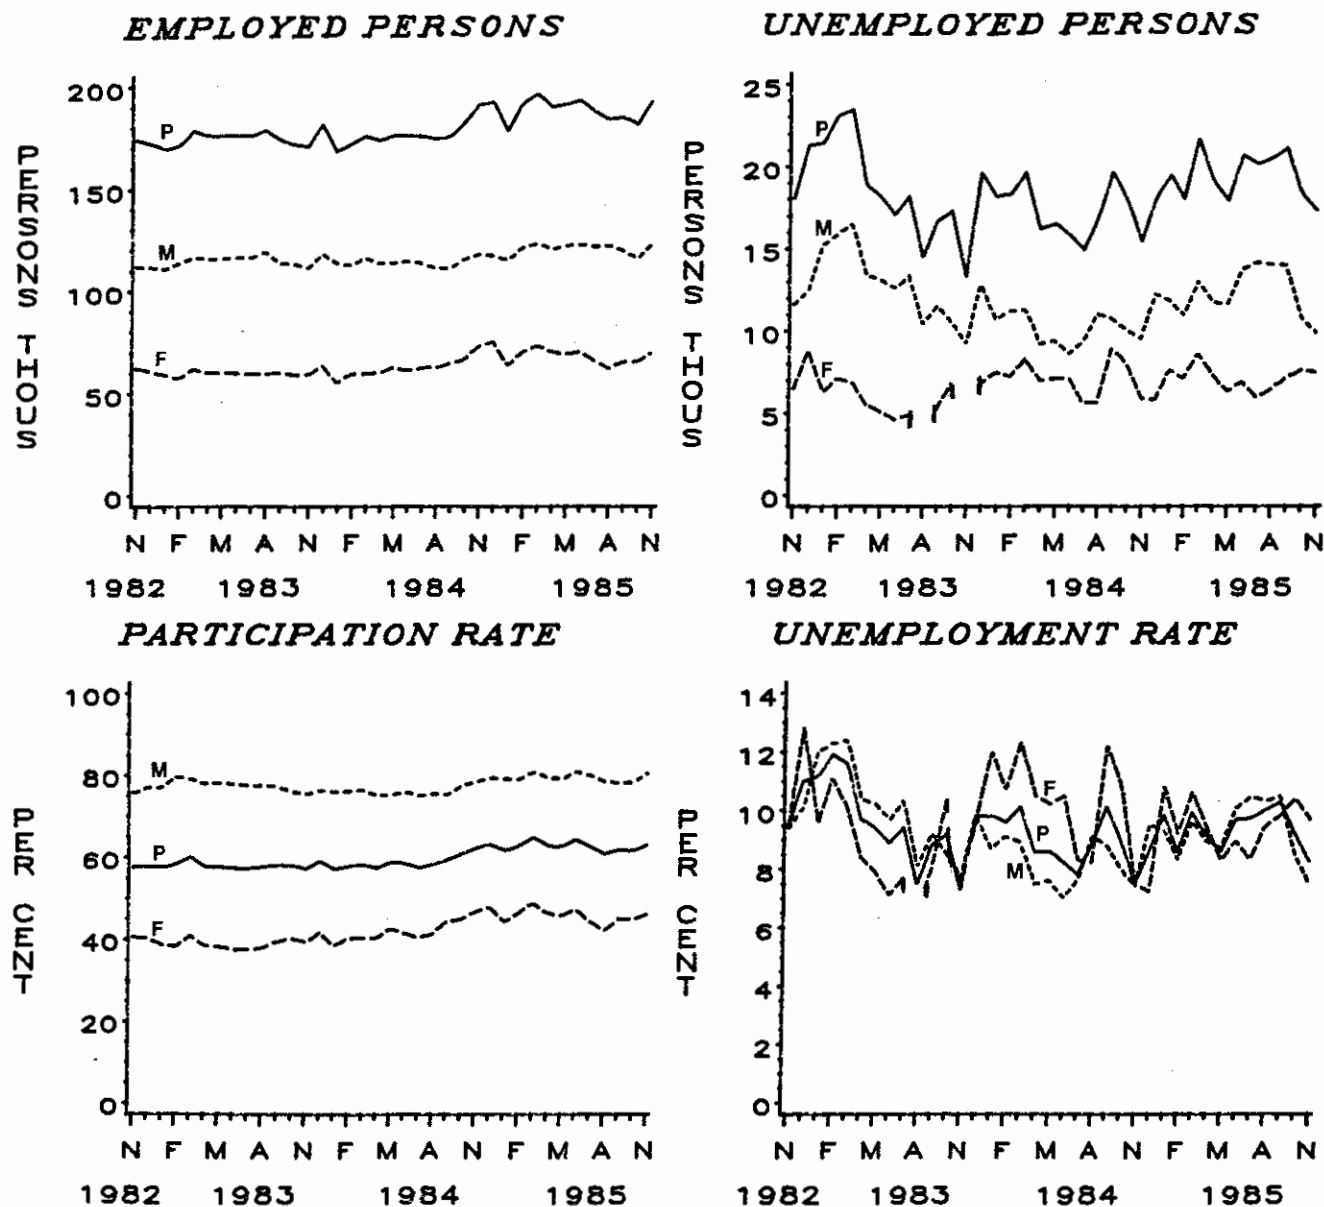 EMPLOYED PERSONS
PERSONS THOUS
200
150
100
50
0
P
M
F
N F M A N F M A N F M A N
1982 1983 1984 1985
UNEMPLOYED PERSONS
PERSONS THOUS
25
20
15
10
5
0
P
M
F
N F M A N F M A N F M A N
1982 1983 1984 1985
PARTICIPATION RATE
PER CENT
100
80
60
40
20
0
M
P
F
N F M A N F M A N F M A N
1982 1983 1984 1985
UNEMPLOYMENT RATE
PER CENT
14
12
10
8
6
4
2
0
F
P
M
N F M A N F M A N F M A N
1982 1983 1984 1985